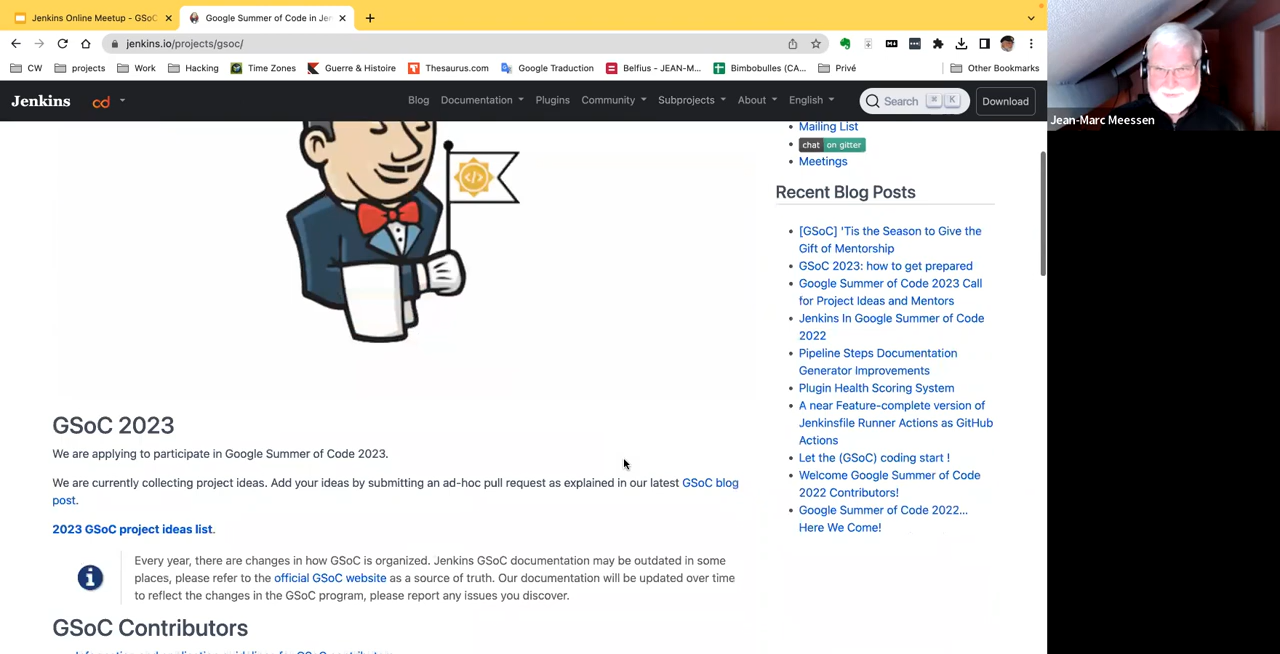 Jenkins Online Meetup - GSoC
Google Summer of Code in Jen
jenkins.io/projects/gsoc/
CW
projects
Work
Hacking
Time Zones
Guerre & Histoire
Thesaurus.com
Google Traduction
Belfius - JEAN-M...
Bimbobulles (CA...
Privé
Other Bookmarks
Jenkins
cd
Blog
Documentation
Plugins
Community
Subprojects
About
English
Search
⌘
K
Download
Jean-Marc Meessen
Mailing List
chat on gitter
Meetings
Recent Blog Posts
[GSoC] 'Tis the Season to Give the
Gift of Mentorship
GSoC 2023: how to get prepared
Google Summer of Code 2023 Call
for Project Ideas and Mentors
Jenkins In Google Summer of Code
2022
Pipeline Steps Documentation
Generator Improvements
Plugin Health Scoring System
A near Feature-complete version of
Jenkinsfile Runner Actions as GitHub
Actions
Let the (GSoC) coding start !
Welcome Google Summer of Code
2022 Contributors!
Google Summer of Code 2022...
Here We Come!
GSoC 2023
We are applying to participate in Google Summer of Code 2023.
We are currently collecting project ideas. Add your ideas by submitting an ad-hoc pull request as explained in our latest GSoC blog
post.
2023 GSoC project ideas list.
Every year, there are changes in how GSoC is organized. Jenkins GSoC documentation may be outdated in some
places, please refer to the official GSoC website as a source of truth. Our documentation will be updated over time
to reflect the changes in the GSoC program, please report any issues you discover.
GSoC Contributors